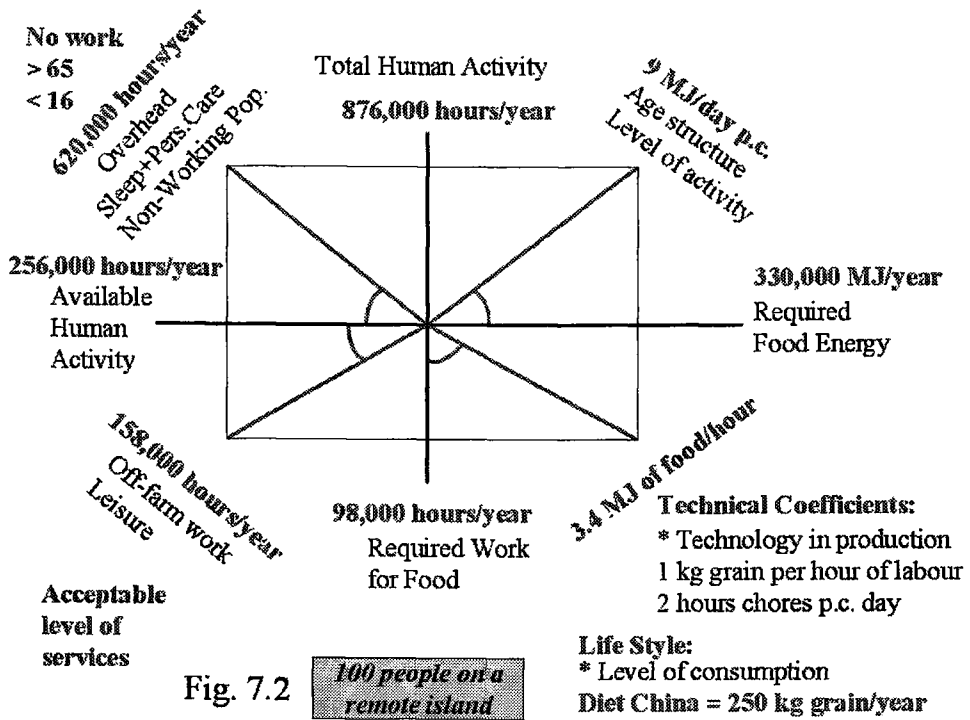 No work
> 65
< 16
620,000 hours/year
Overhead
Sleep+Pers.Care
Non-Working Pop.
Total Human Activity
876,000 hours/year
9 MJ/day p.c.
Age structure
Level of activity
256,000 hours/year
Available
Human
Activity
330,000 MJ/year
Required
Food Energy
158,000 hours/year
Off-farm work
Leisure
98,000 hours/year
Required Work
for Food
3.4 MJ of food/hour
Technical Coefficients:
* Technology in production
1 kg grain per hour of labour
2 hours chores p.c. day
Acceptable
level of
services
Life Style:
* Level of consumption
Diet China = 250 kg grain/year
Fig. 7.2
100 people on a
remote island